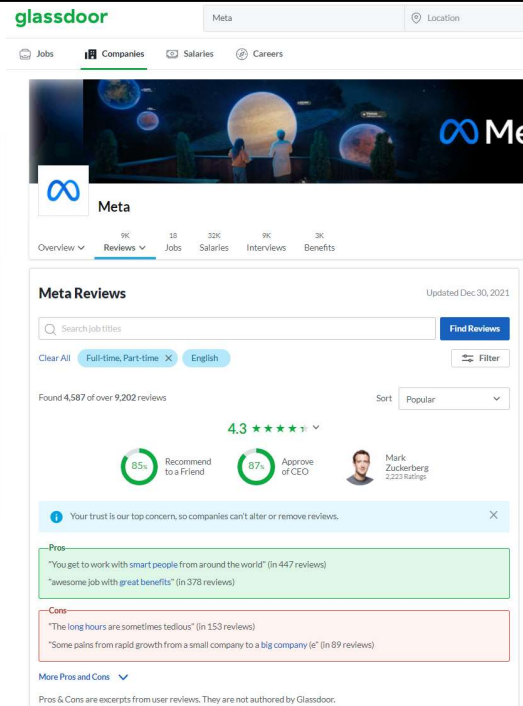 glassdoor
Meta
Location
Jobs
Companies
Salaries
Careers
Me
Meta
9K 18 32K 9K 3K
Overview Reviews Jobs Salaries Interviews Benefits
Meta Reviews
Updated Dec 30, 2021
Search job titles
Find Reviews
Clear All
Full-time, Part-time X
English
Filter
Found 4,587 of over 9,202 reviews
Sort
Popular
4.3
85%
Recommend
to a Friend
87%
Approve
of CEO
Mark
Zuckerberg
2,223 Ratings
Your trust is our top concern, so companies can't alter or remove reviews.
Pros
"You get to work with smart people from around the world" (in 447 reviews)
"awesome job with great benefits" (in 378 reviews)
Cons
"The long hours are sometimes tedious" (in 153 reviews)
"Some pains from rapid growth from a small company to a big company (e" (in 89 reviews)
More Pros and Cons
Pros & Cons are excerpts from user reviews. They are not authored by Glassdoor.